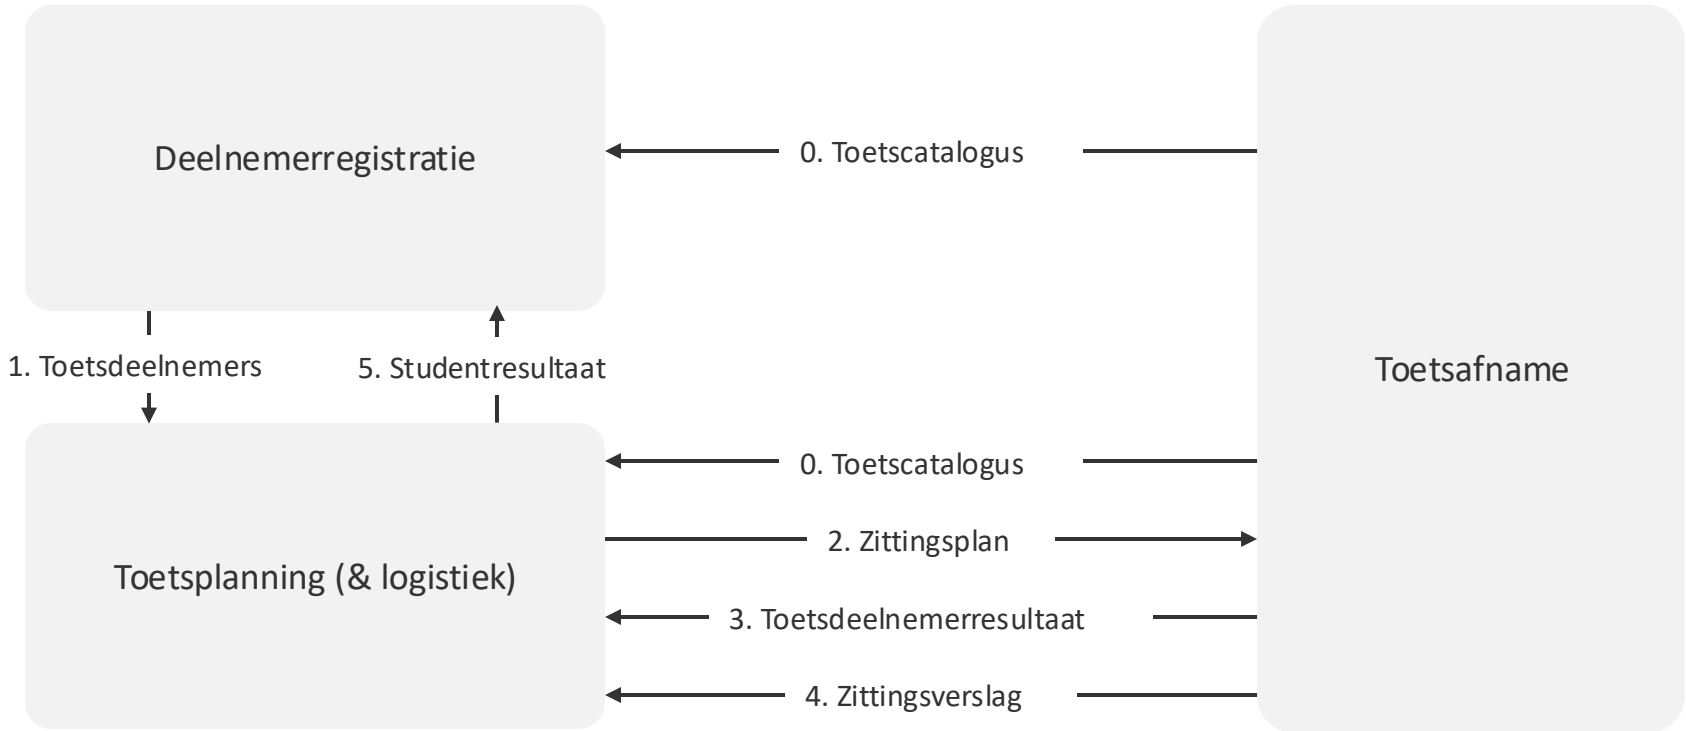 Deelnemerregistratie
0. Toetscatalogus
1. Toetsdeelnemers
5. Studentresultaat
Toetsafname
0. Toetscatalogus
2. Zittingsplan
Toetsplanning (& logistiek)
3. Toetsdeelnemerresultaat
4. Zittingsverslag